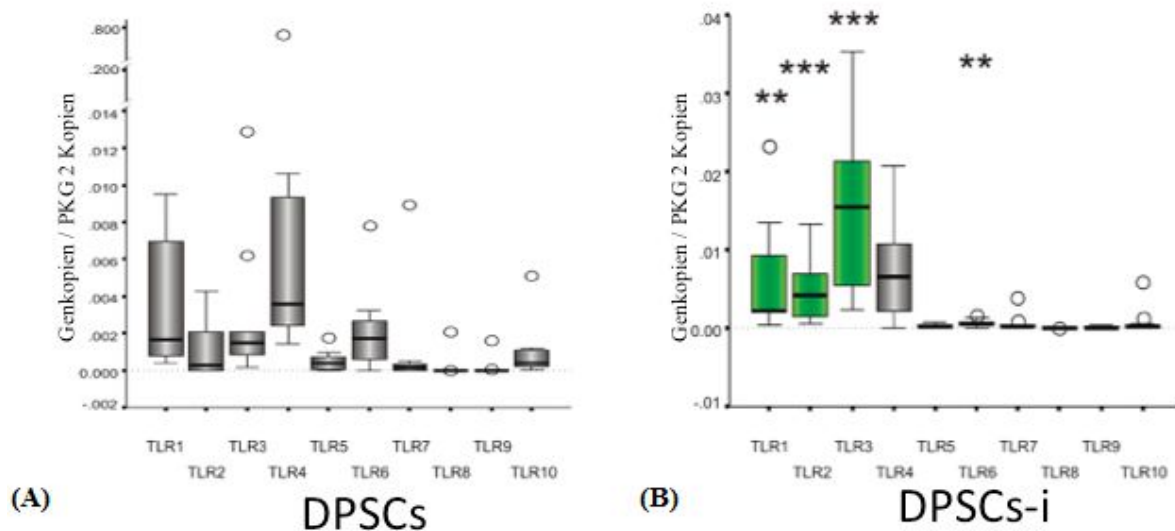 .800
.200
.014
.012
.010
.008
.006
.004
.002
0.000
-.002
Genkopien / PKG 2 Kopien
TLR1 TLR3 TLR5 TLR7 TLR9
TLR2 TLR4 TLR6 TLR8 TLR10
(A) DPSCs
.04
.03
.02
.01
.00
-.01
Genkopien / PKG 2 Kopien
***
*** **
**
TLR1 TLR3 TLR5 TLR7 TLR9
TLR2 TLR4 TLR6 TLR8 TLR10
(B) DPSCs-i